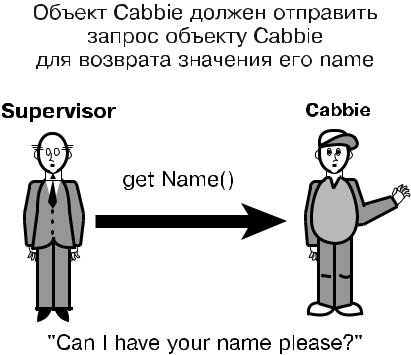 Объект Cabbie должен отправить
запрос объекту Cabbie
для возврата значения его name
Supervisor
Cabbie
get Name()
"Can I have your name please?"